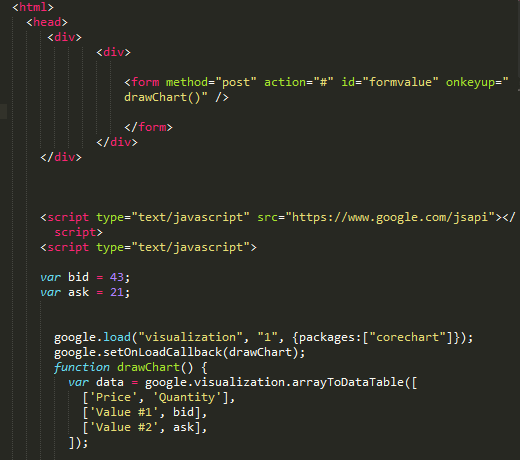 <html>
<head>
<div>
<div>
<form method="post" action="#" id="formvalue" onkeyup="
drawChart()" />
</form>
</div>
</div>
<script type="text/javascript" src="https://www.google.com/jsapi"></
script>
<script type="text/javascript">
var bid = 43;
var ask = 21;
google.load("visualization", "1", {packages:["corechart"]});
google.setOnLoadCallback(drawChart);
function drawChart() {
var data = google.visualization.arrayToDataTable([
['Price', 'Quantity'],
['Value #1', bid],
['Value #2', ask],
]);